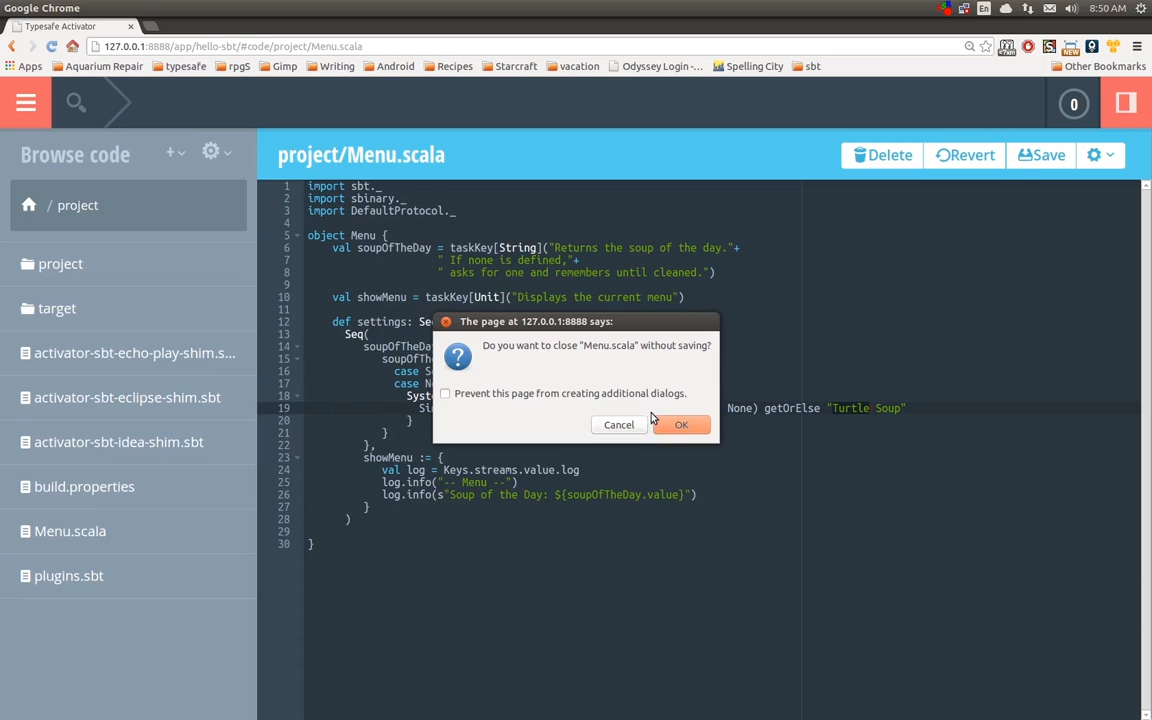 Google Chrome
En
8:50 AM
Typesafe Activator
127.0.0.1:8888/app/hello-sbt/#code/project/Menu.scala
NEW
Apps Aquarium Repair typesafe rpgS Gimp Writing Android Recipes Starcraft vacation Odyssey Login -... Spelling City sbt Other Bookmarks
0
Browse code
project/Menu.scala
Delete Revert Save
/ project
project
target
activator-sbt-echo-play-shim.s...
activator-sbt-eclipse-shim.sbt
activator-sbt-idea-shim.sbt
build.properties
Menu.scala
plugins.sbt
1 import sbt._
2 import sbinary._
3 import DefaultProtocol._
4
5 object Menu {
6 val soupOfTheDay = taskKey[String]("Returns the soup of the day."+
7 " If none is defined,"+
8 " asks for one and remembers until cleaned.")
9
10 val showMenu = taskKey[Unit]("Displays the current menu")
11
12 def settings: Se
13 Seq(
14 soupOfTheDa
15 soupOfTh
16 case S
17 case N
18 Syst
19 Si None) getOrElse "Turtle Soup"
20 }
21 }
22 },
23 showMenu := {
24 val log = Keys.streams.value.log
25 log.info("-- Menu --")
26 log.info(s"Soup of the Day: ${soupOfTheDay.value}")
27 }
28 )
29
30 }
The page at 127.0.0.1:8888 says:
Do you want to close "Menu.scala" without saving?
Prevent this page from creating additional dialogs.
Cancel OK